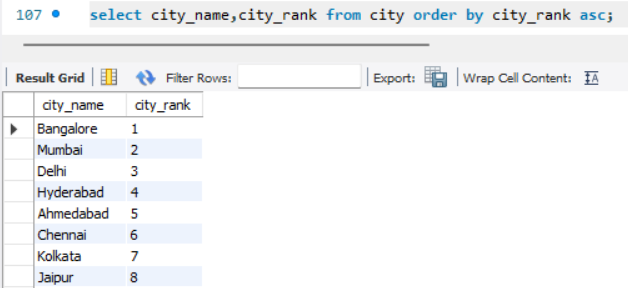 107 select city_name,city_rank from city order by city_rank asc;
Result Grid Filter Rows: Export: Wrap Cell Content: IA
city_name city_rank
Bangalore 1
Mumbai 2
Delhi 3
Hyderabad 4
Ahmedabad 5
Chennai 6
Kolkata 7
Jaipur 8